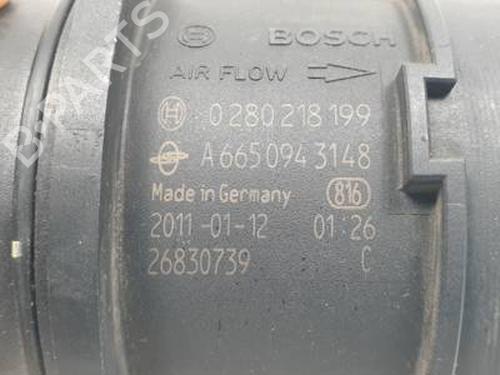 BOSCH
AIR FLOW
0 280 218 199
A 665 094 3148
Made in Germany 816
2011-01-12 01:26
26830739 C